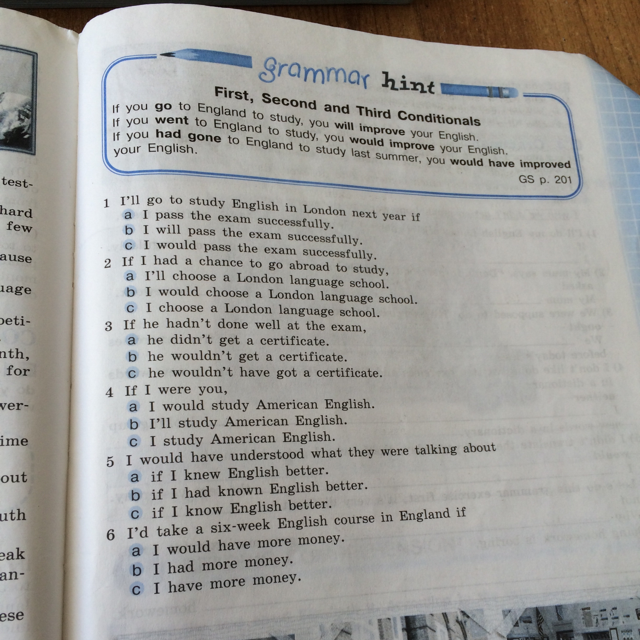 test-
hard
few
ause
uage
peti-
nth,
for
wer-
ime
out
uth
eak
an-
ese
grammar hint
First, Second and Third Conditionals
If you go to England to study, you will improve your English.
If you went to England to study, you would improve your English.
If you had gone to England to study last summer, you would have improved
your English.
GS p. 201
1 I'll go to study English in London next year if
a I pass the exam successfully.
b I will pass the exam successfully.
c I would pass the exam successfully.
2 If I had a chance to go abroad to study,
a I'll choose a London language school.
b I would choose a London language school.
c I choose a London language school.
3 If he hadn't done well at the exam,
a he didn't get a certificate.
b he wouldn't get a certificate.
c he wouldn't have got a certificate.
4 If I were you,
a I would study American English.
b I'll study American English.
c I study American English.
5 I would have understood what they were talking about
a if I knew English better.
b if I had known English better.
c if I know English better.
6 I'd take a six-week English course in England if
a I would have more money.
b I had more money.
c I have more money.